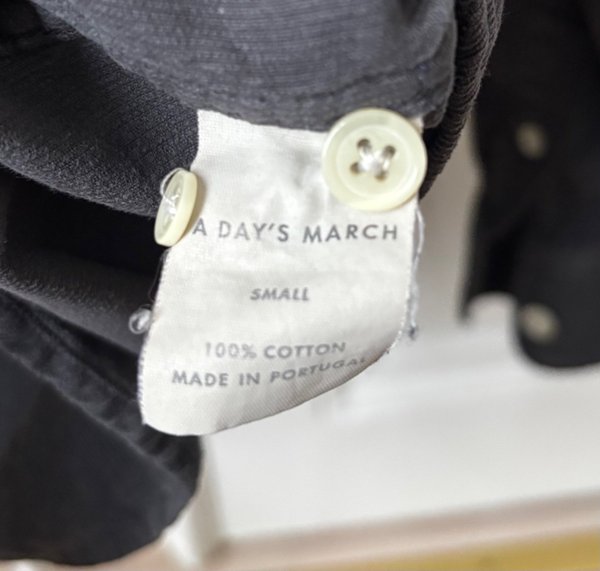 A DAY'S MARCH
SMALL
100% COTTON
MADE IN PORTUGAL